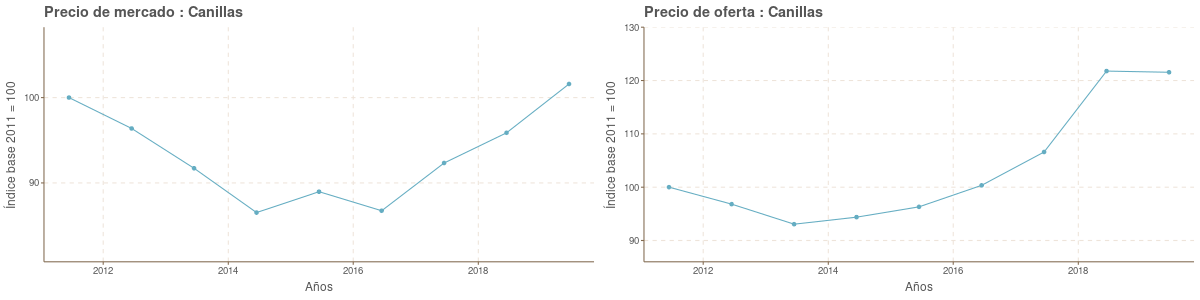 Precio de mercado : Canillas
Índice base 2011 = 100
100
90
2012
2014
2016
2018
Años
Precio de oferta : Canillas
Índice base 2011 = 100
130
120
110
100
90
2012
2014
2016
2018
Años